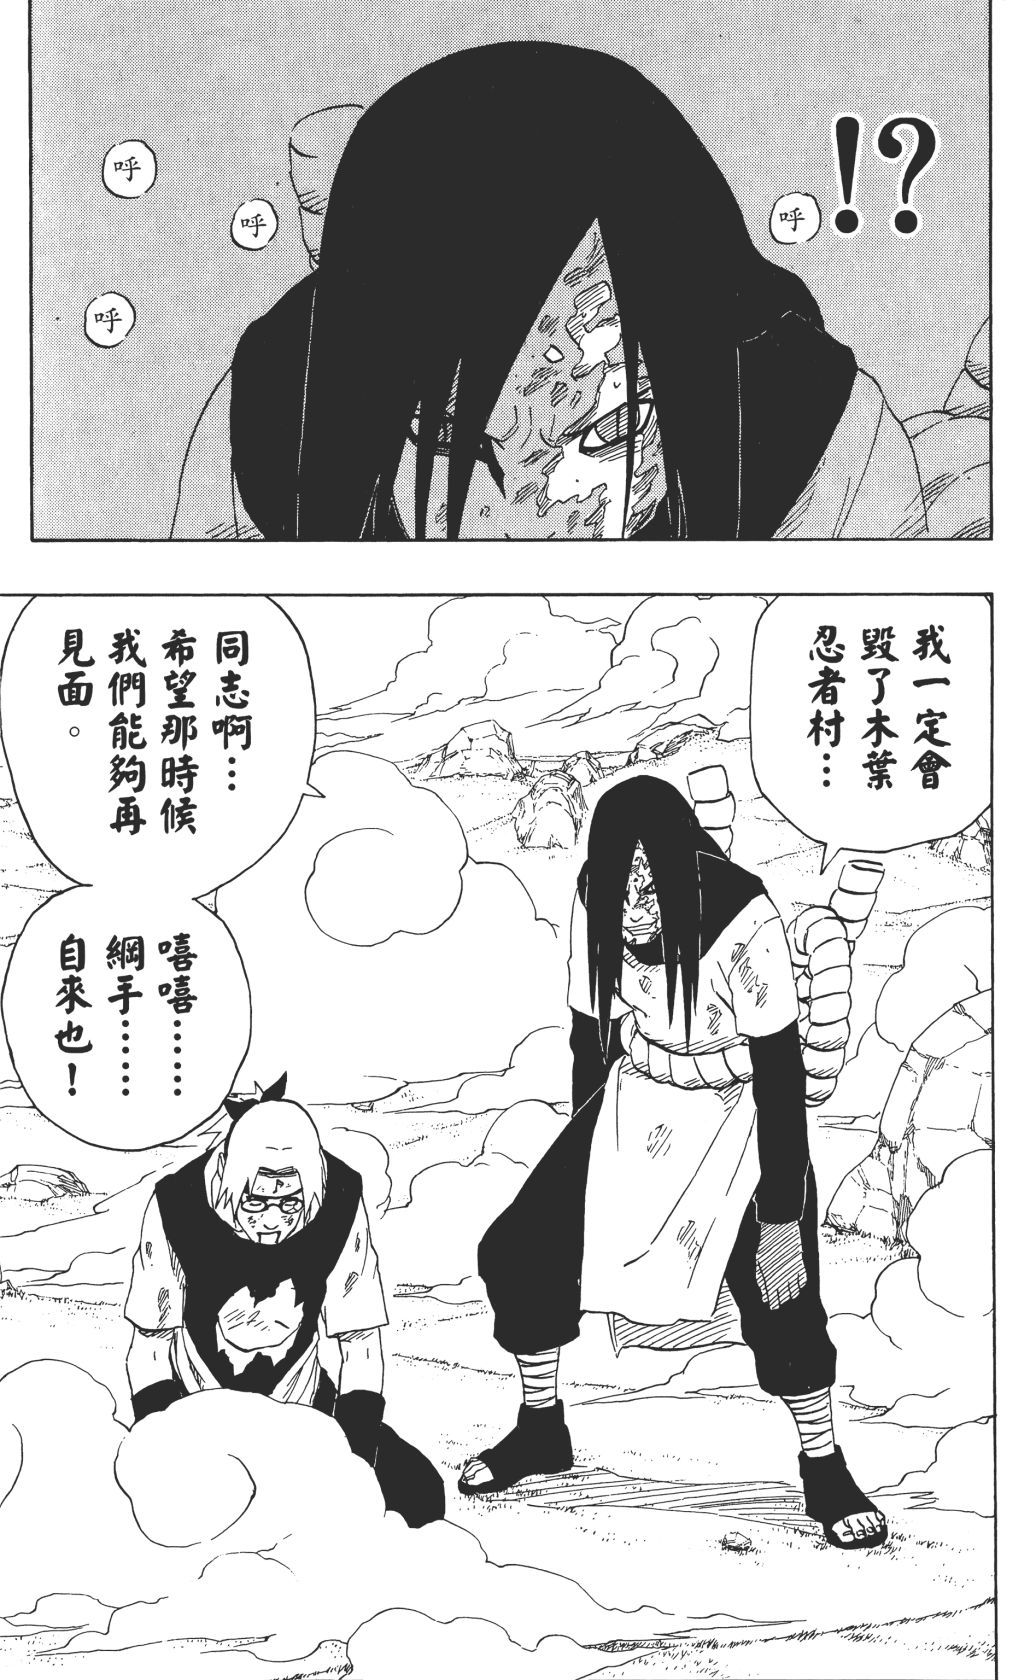 !?
呼
呼
呼
呼
我一定會
毀了木葉
忍者村…
同志啊…
希望那時候
我們能夠再
見面。
嘻嘻……
綱手……
自來也！